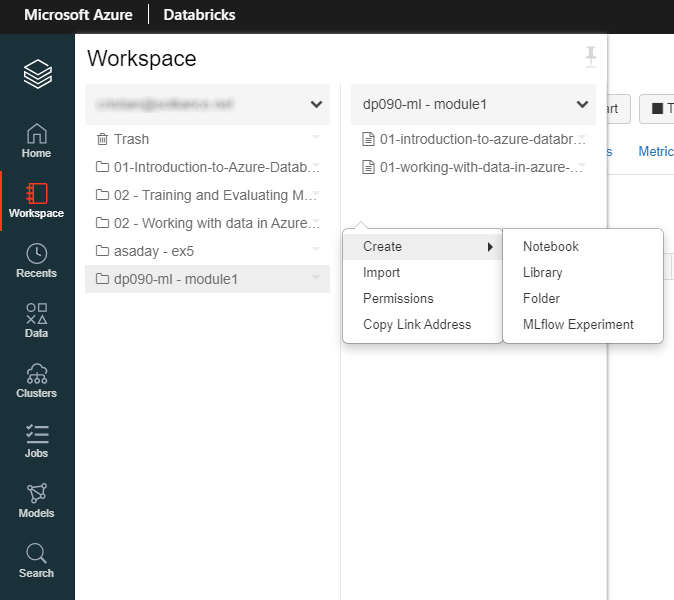 Microsoft Azure | Databricks
Home
Workspace
Recents
Data
Clusters
Jobs
Models
Search
Workspace
Trash
01-Introduction-to-Azure-Datab...
02 - Training and Evaluating M...
02 - Working with data in Azure...
asaday - ex5
dp090-ml - module1
dp090-ml - module1
01-introduction-to-azure-databr...
01-working-with-data-in-azure-...
Create
Import
Permissions
Copy Link Address
Notebook
Library
Folder
MLflow Experiment